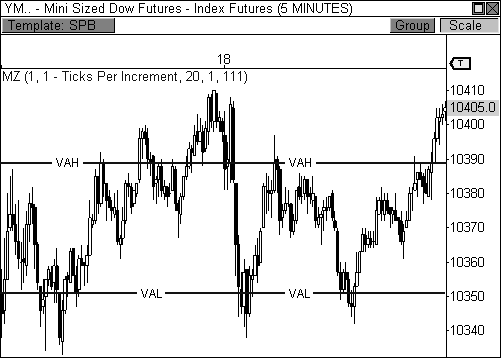 YM.. - Mini Sized Dow Futures - Index Futures (5 MINUTES)
Template: SPB Group Scale
18
T
MZ (1, 1 - Ticks Per Increment, 20, 1, 111)
10410
10405.0
10400
VAH VAH
10390
10380
10370
10360
VAL VAL
10350
10340